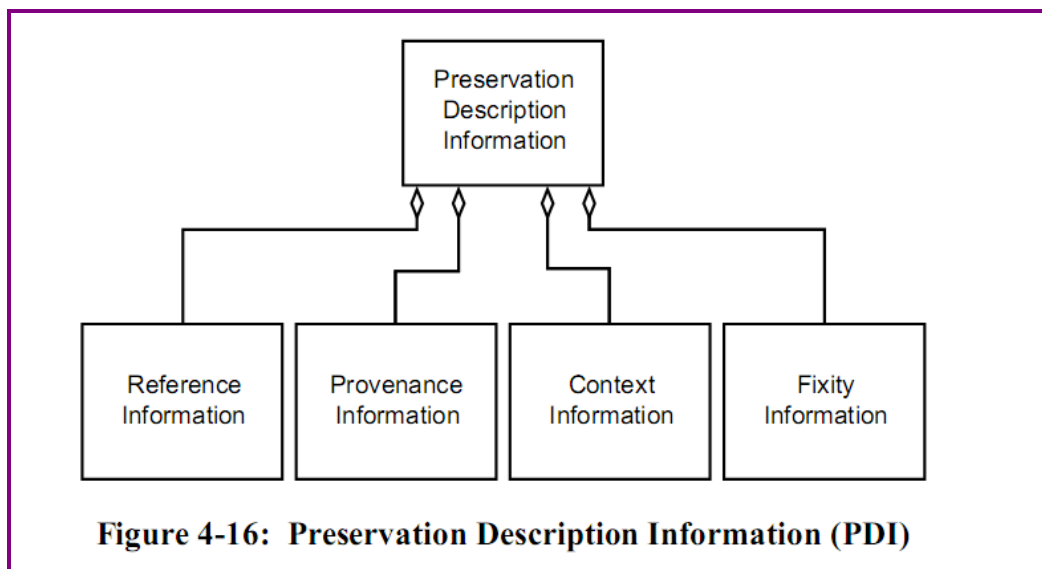 Preservation
Description
Information
Reference
Information
Provenance
Information
Context
Information
Fixity
Information
Figure 4-16: Preservation Description Information (PDI)